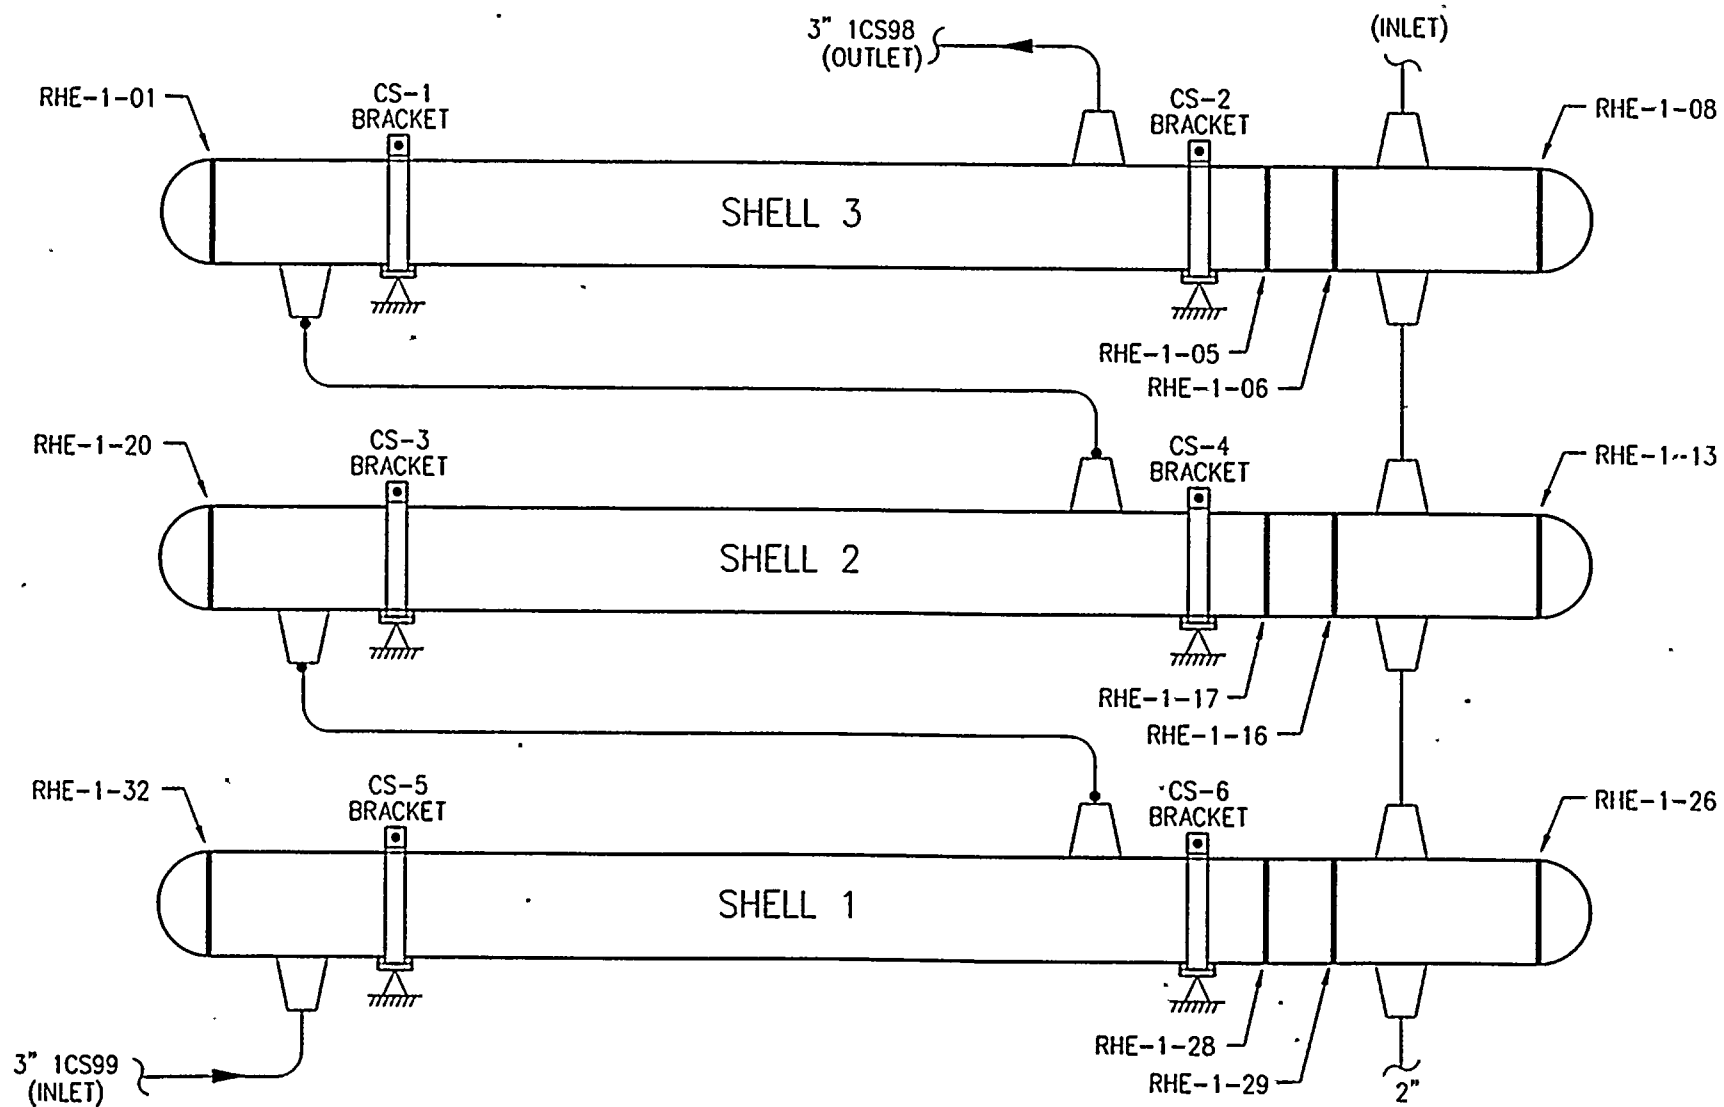 3" 1CS98
(OUTLET)
(INLET)
RHE-1-01
CS-1
BRACKET
CS-2
BRACKET
RHE-1-08
SHELL 3
RHE-1-05
RHE-1-06
RHE-1-20
CS-3
BRACKET
CS-4
BRACKET
RHE-1-13
SHELL 2
RHE-1-17
RHE-1-16
RHE-1-32
CS-5
BRACKET
CS-6
BRACKET
RHE-1-26
SHELL 1
RHE-1-28
RHE-1-29
3" 1CS99
(INLET)
2"